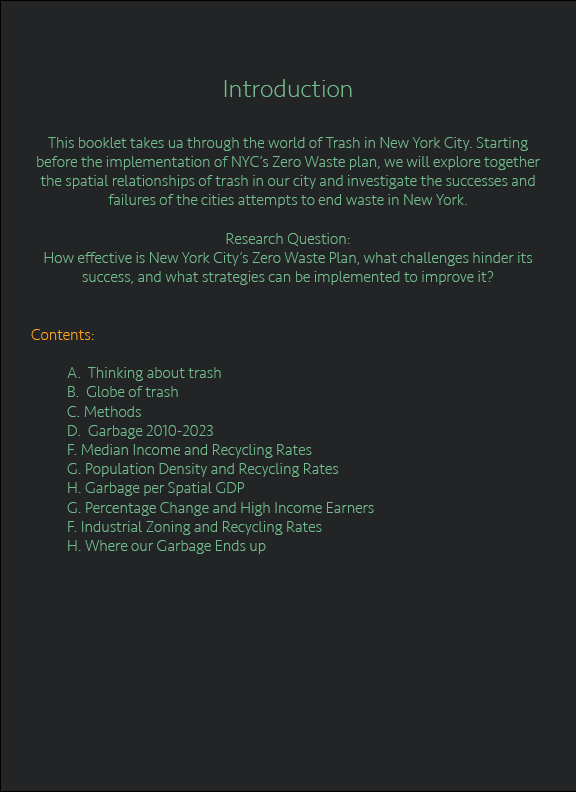 Introduction
This booklet takes ua through the world of Trash in New York City. Starting
before the implementation of NYC's Zero Waste plan, we will explore together
the spatial relationships of trash in our city and investigate the successes and
failures of the cities attempts to end waste in New York.
Research Question:
How effective is New York City's Zero Waste Plan, what challenges hinder its
success, and what strategies can be implemented to improve it?
Contents:
A. Thinking about trash
B. Globe of trash
C. Methods
D. Garbage 2010-2023
F. Median Income and Recycling Rates
G. Population Density and Recycling Rates
H. Garbage per Spatial GDP
G. Percentage Change and High Income Earners
F. Industrial Zoning and Recycling Rates
H. Where our Garbage Ends up